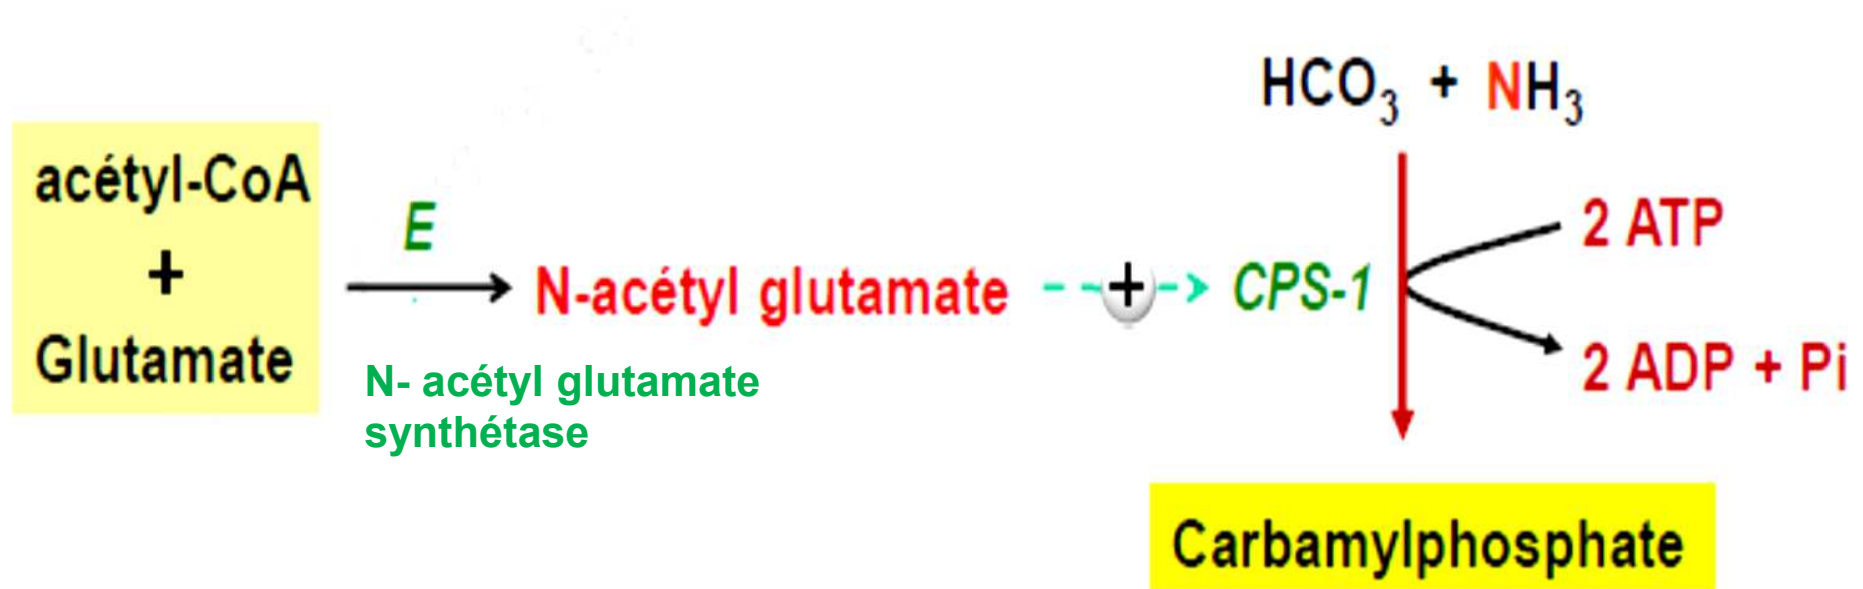 acétyl-CoA
+
Glutamate
E
N-acétyl glutamate
N- acétyl glutamate
synthétase
+
CPS-1
HCO3 + NH3
2 ATP
2 ADP + Pi
Carbamylphosphate